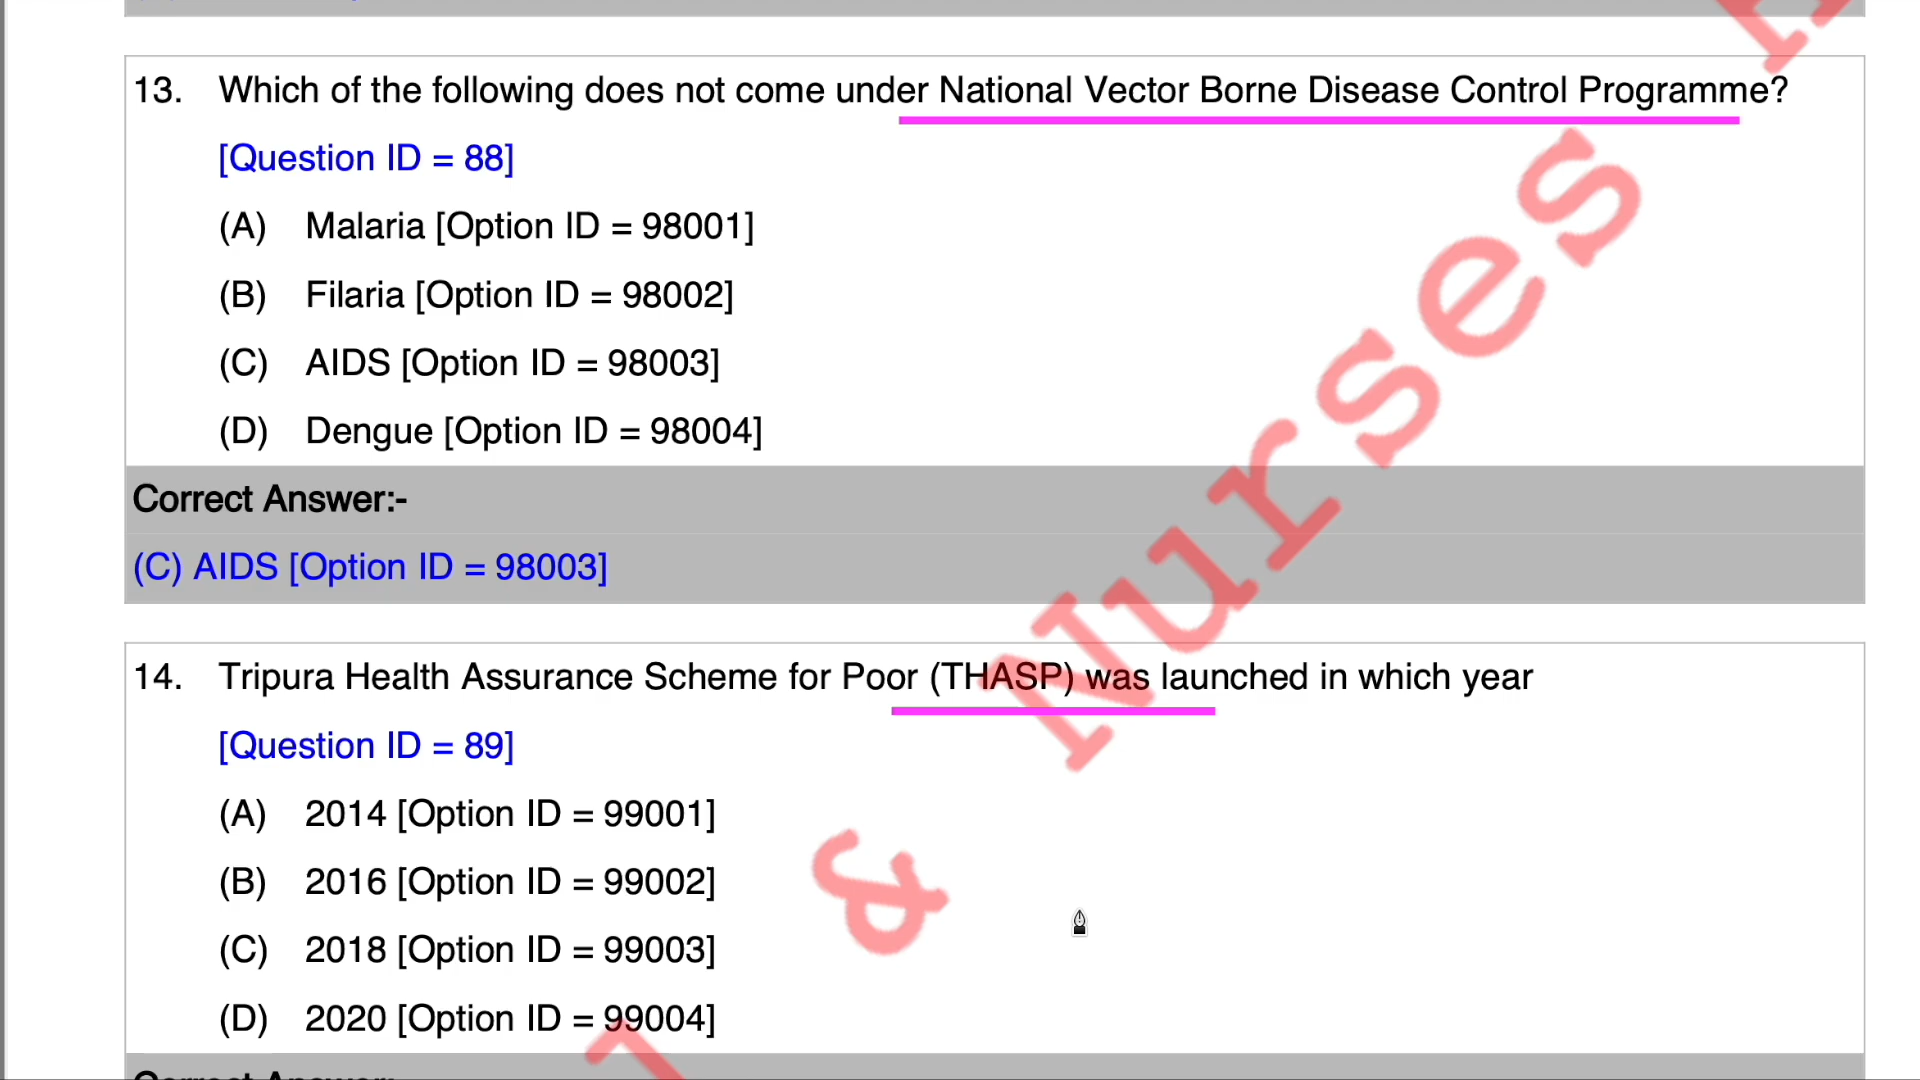 13. Which of the following does not come under National Vector Borne Disease Control Programme?
[Question ID = 88]
(A) Malaria [Option ID = 98001]
(B) Filaria [Option ID = 98002]
(C) AIDS [Option ID = 98003]
(D) Dengue [Option ID = 98004]
Correct Answer:-
(C) AIDS [Option ID = 98003]
14. Tripura Health Assurance Scheme for Poor (THASP) was launched in which year
[Question ID = 89]
(A) 2014 [Option ID = 99001]
(B) 2016 [Option ID = 99002]
(C) 2018 [Option ID = 99003]
(D) 2020 [Option ID = 99004]
& Nurses